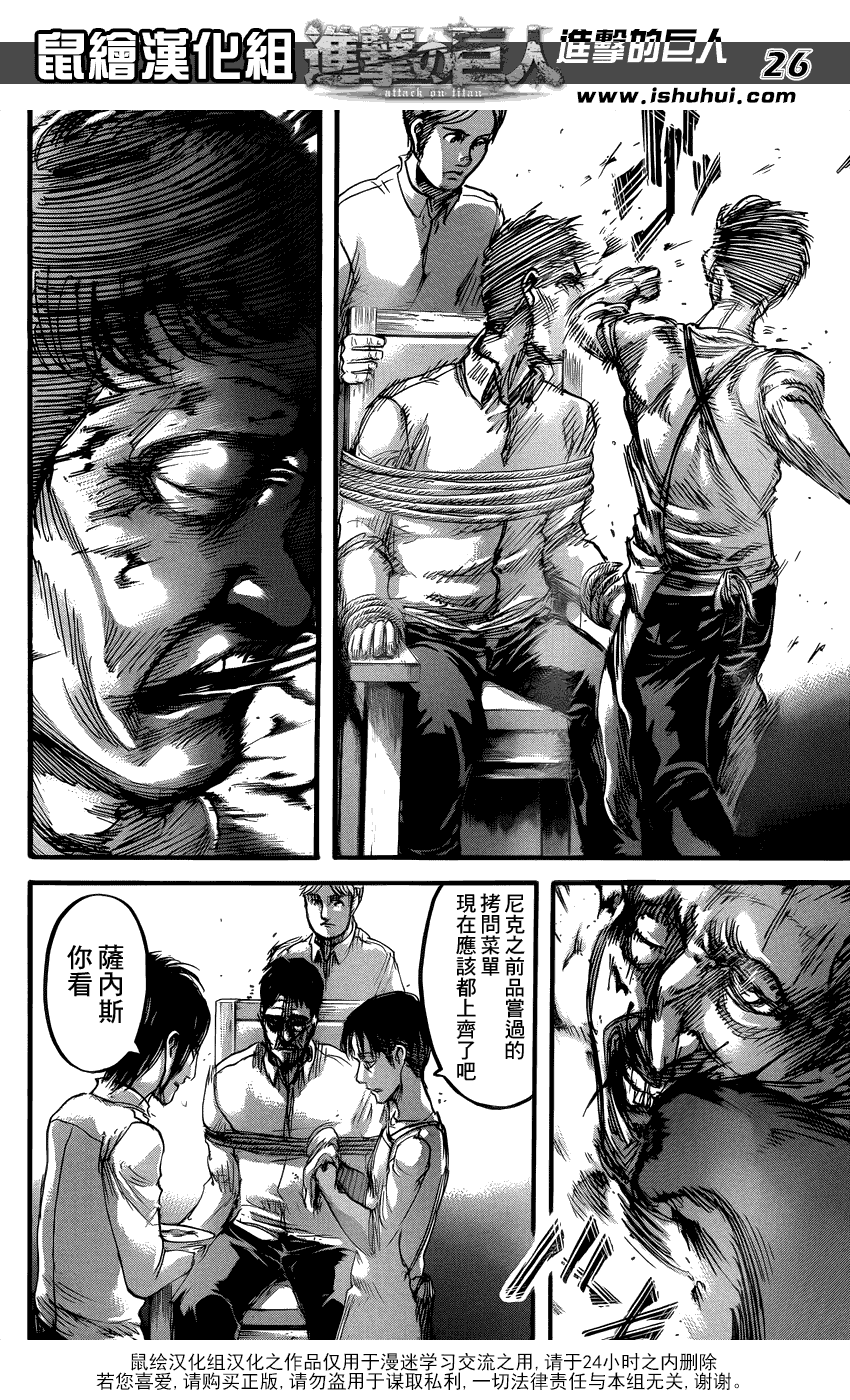 鼠繪漢化組
進撃の巨人
attack on titan
進擊的巨人
26
www.ishuhui.com
尼克之前品嘗過的
拷問菜單
現在應該都上齊了吧
薩內斯
你看
鼠绘汉化组汉化之作品仅用于漫迷学习交流之用,请于24小时之内删除
若您喜爱,请购买正版,请勿盗用于谋取私利,一切法律责任与本组无关,谢谢。